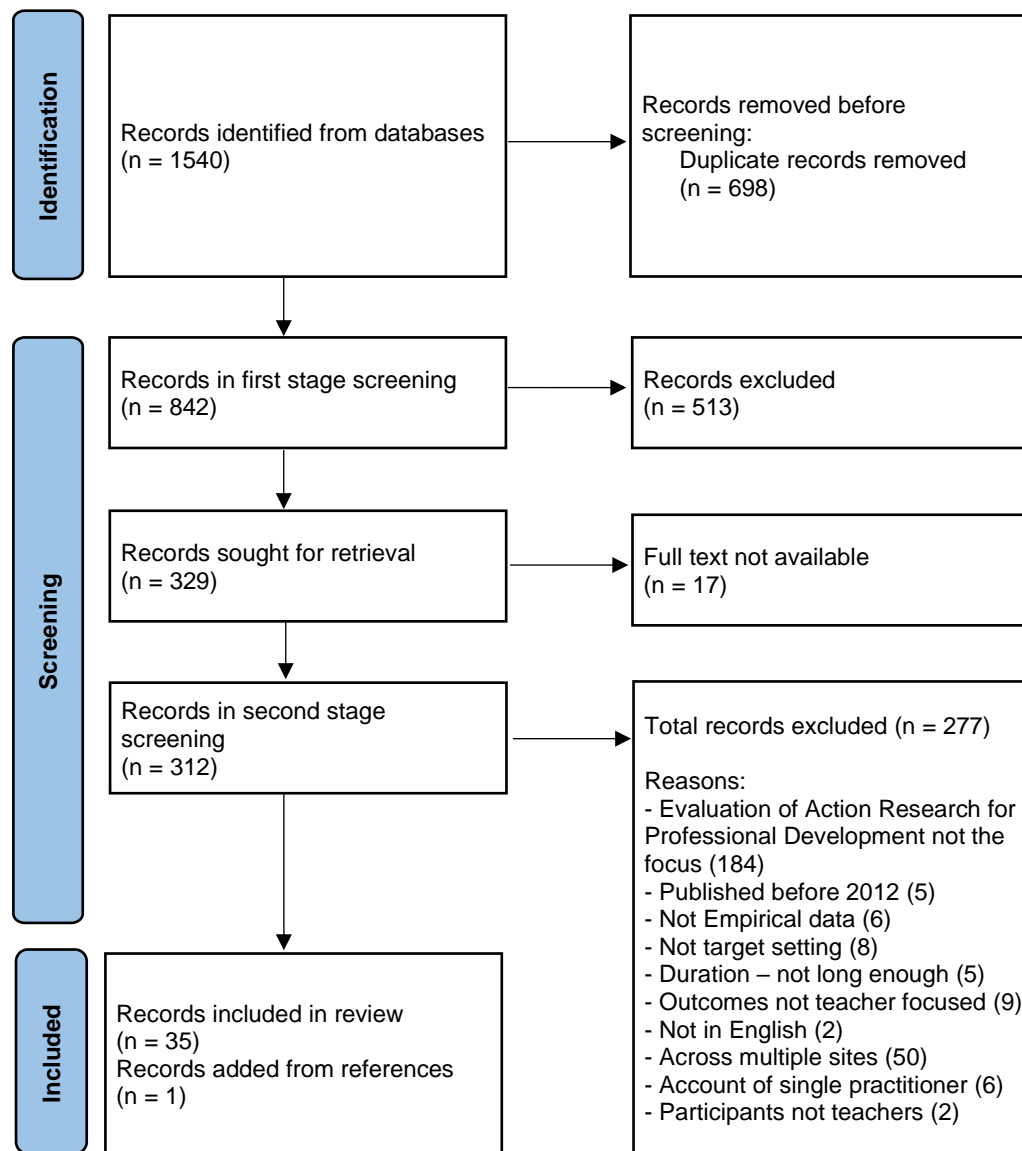 Identification
Records identified from databases
(n = 1540)
Records removed before
screening:
Duplicate records removed
(n = 698)
Screening
Records in first stage screening
(n = 842)
Records excluded
(n = 513)
Records sought for retrieval
(n = 329)
Full text not available
(n = 17)
Records in second stage
screening
(n = 312)
Total records excluded (n = 277)
Reasons:
- Evaluation of Action Research for
Professional Development not the
focus (184)
- Published before 2012 (5)
- Not Empirical data (6)
- Not target setting (8)
- Duration – not long enough (5)
- Outcomes not teacher focused (9)
- Not in English (2)
- Across multiple sites (50)
- Account of single practitioner (6)
- Participants not teachers (2)
Included
Records included in review
(n = 35)
Records added from references
(n = 1)